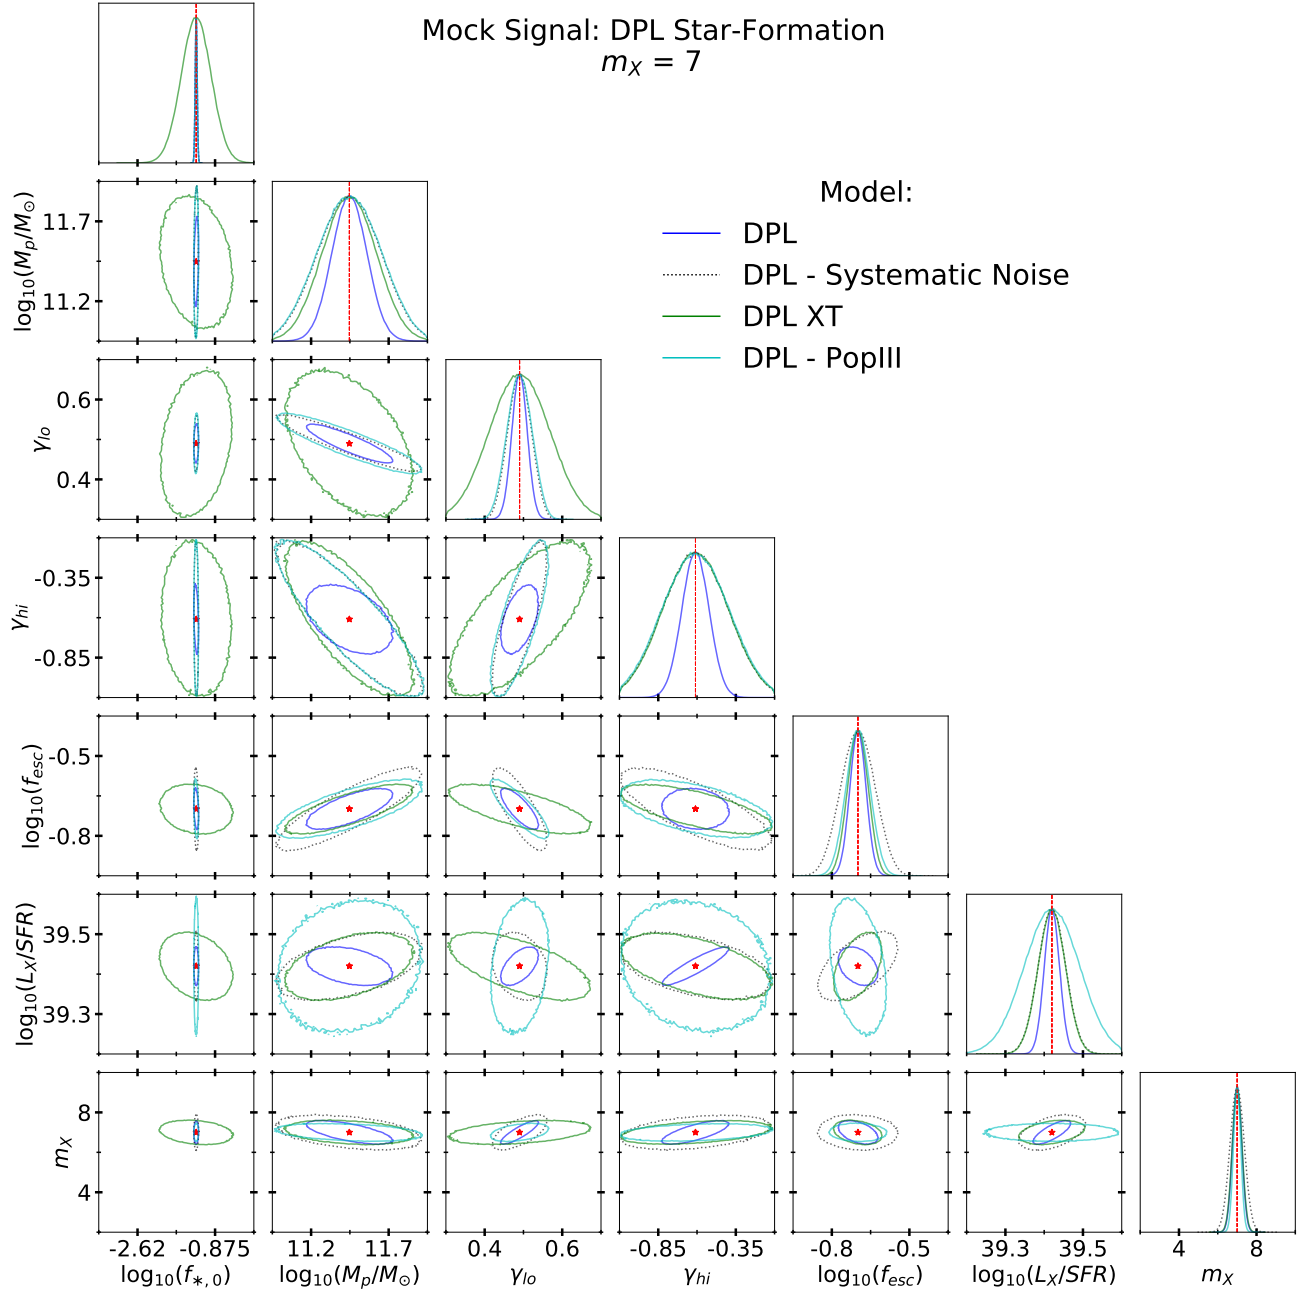 Mock Signal: DPL Star-Formation
m_X = 7
Model:
DPL
DPL - Systematic Noise
DPL XT
DPL - PopIII
log₁₀(M_p/M_⊙)
11.7
11.2
γ_lo
0.6
0.4
γ_hi
-0.35
-0.85
log₁₀(f_esc)
-0.5
-0.8
log₁₀(L_X/SFR)
39.5
39.3
m_X
8
4
-2.62 -0.875 11.2 11.7 0.4 0.6 -0.85 -0.35 -0.8 -0.5 39.3 39.5 4 8
log₁₀(f_*,0) log₁₀(M_p/M_⊙) γ_lo γ_hi log₁₀(f_esc) log₁₀(L_X/SFR) m_X